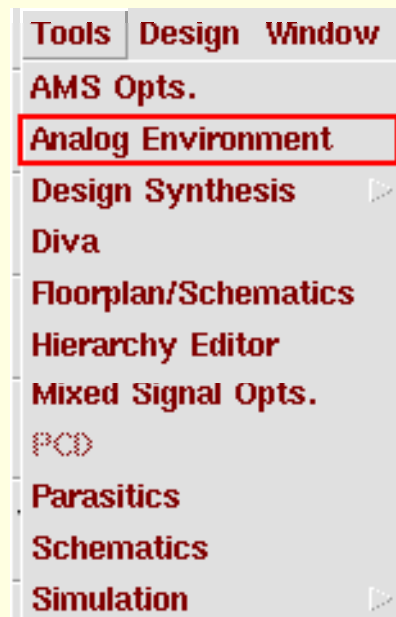 Tools Design Window
AMS Opts.
Analog Environment
Design Synthesis
Diva
Floorplan/Schematics
Hierarchy Editor
Mixed Signal Opts.
PCD
Parasitics
Schematics
Simulation